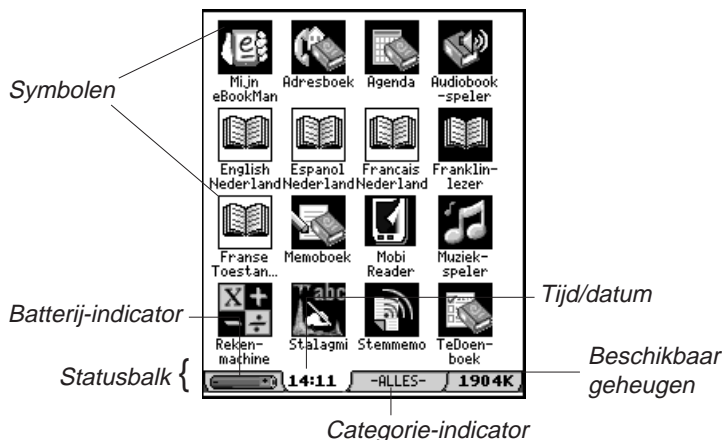 Symbolen
Mijn
eBookMan
Adresboek
Agenda
Audiobook
-speler
English
Nederland
Espanol
Nederland
Francais
Nederland
Franklin-
lezer
Franse
Toestan...
Memoboek
Mobi
Reader
Muziek-
speler
X +
- ÷
Reken-
machine
abc
Stalagmi
Stemmemo
TeDoen-
boek
Tijd/datum
Batterij-indicator
Statusbalk {
14:11
-ALLES-
1904K
Beschikbaar
geheugen
Categorie-indicator